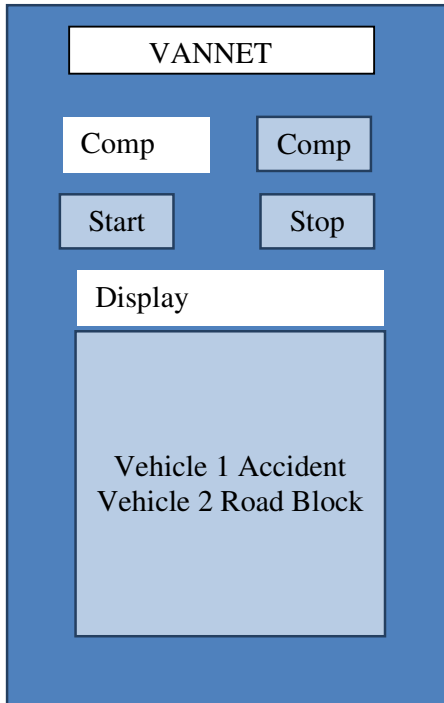 VANNET
Comp Comp
Start Stop
Display
Vehicle 1 Accident
Vehicle 2 Road Block